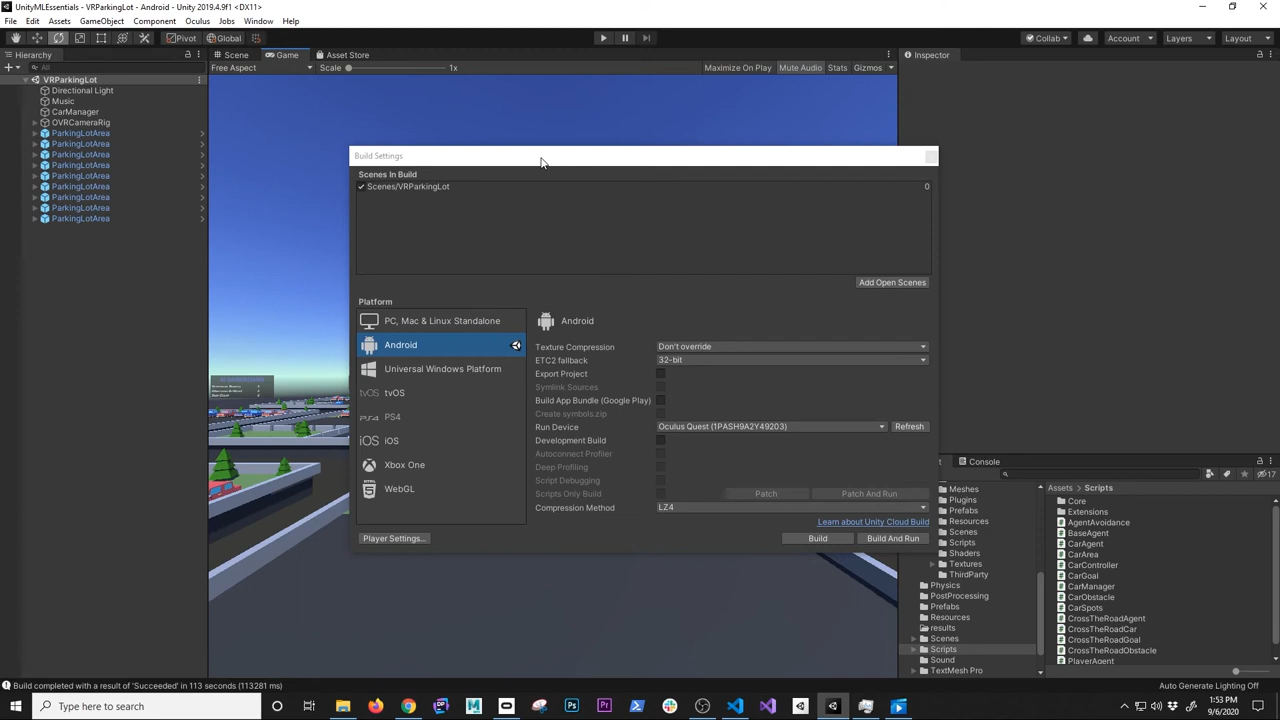 UnityMLEssentials - VRParkingLot - Android - Unity 2019.4.9f1 <DX11>
File Edit Assets GameObject Component Oculus Jobs Window Help
Pivot Global Collab Account Layers Layout
Hierarchy Scene Game Asset Store Inspector
All Free Aspect Scale 1x Maximize On Play Mute Audio Stats Gizmos
VRParkingLot
Directional Light
Music
CarManager
OVRCameraRig
ParkingLotArea
ParkingLotArea
ParkingLotArea
ParkingLotArea
ParkingLotArea
ParkingLotArea
ParkingLotArea
ParkingLotArea
ParkingLotArea
Build Settings
Scenes In Build
Scenes/VRParkingLot 0
Add Open Scenes
Platform
PC, Mac & Linux Standalone
Android
Universal Windows Platform
tvOS tvOS
PS4
iOS iOS
Xbox One
WebGL
Android
Texture Compression Don't override
ETC2 fallback 32-bit
Export Project
Symlink Sources
Build App Bundle (Google Play)
Create symbols.zip
Run Device Oculus Quest (1PASH9A2Y49203) Refresh
Development Build
Autoconnect Profiler
Deep Profiling
Script Debugging
Scripts Only Build Patch Patch And Run
Compression Method LZ4
Learn about Unity Cloud Build
Player Settings... Build Build And Run
Console
17
Meshes
Plugins
Prefabs
Resources
Scenes
Scripts
Shaders
Textures
ThirdParty
Physics
PostProcessing
Prefabs
Resources
results
Scenes
Scripts
Sound
TextMesh Pro
Assets > Scripts
Core
Extensions
AgentAvoidance
BaseAgent
CarAgent
CarArea
CarController
CarGoal
CarManager
CarObstacle
CarSpots
CrossTheRoadAgent
CrossTheRoadCar
CrossTheRoadGoal
CrossTheRoadObstacle
PlayerAgent
Build completed with a result of 'Succeeded' in 113 seconds (113281 ms) Auto Generate Lighting Off
Type here to search
1:53 PM
9/6/2020